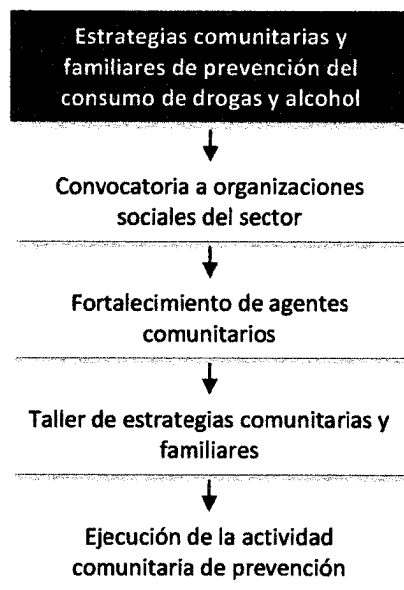 Estrategias comunitarias y
familiares de prevención del
consumo de drogas y alcohol
Convocatoria a organizaciones
sociales del sector
Fortalecimiento de agentes
comunitarios
Taller de estrategias comunitarias y
familiares
Ejecución de la actividad
comunitaria de prevención